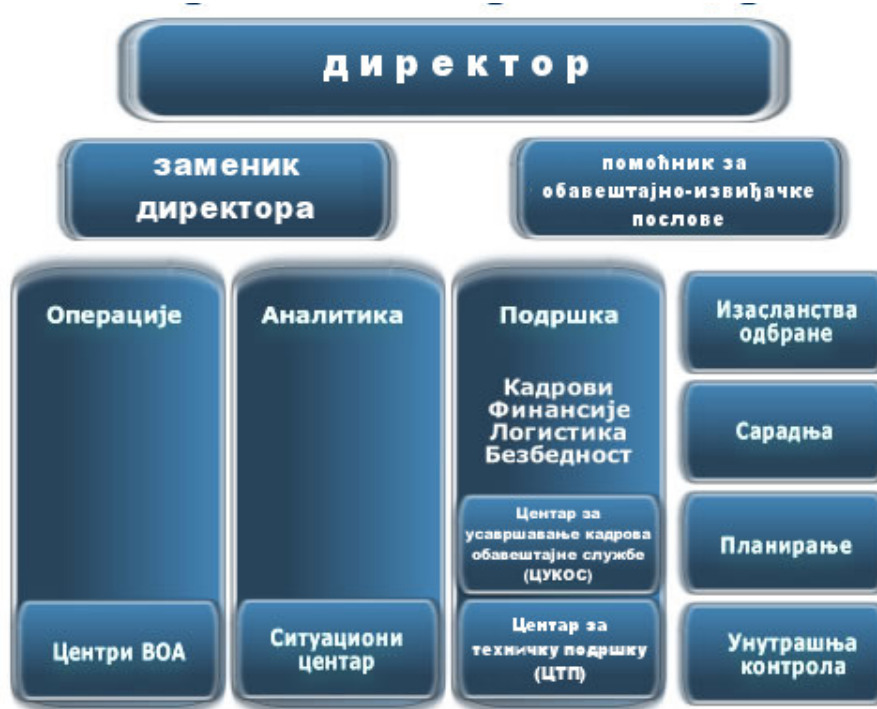 директор
заменик
директора
помоћник за
обавештајно-извиђачке
послове
Операције
Центри ВОА
Аналитика
Ситуациони
центар
Подршка
Кадрови
Финансије
Логистика
Безбедност
Центар за
усавршавање кадрова
обавештајне службе
(ЦУКОС)
Центар за
техничку подршку
(ЦТП)
Изасланства
одбране
Сарадња
Планирање
Унутрашња
контрола